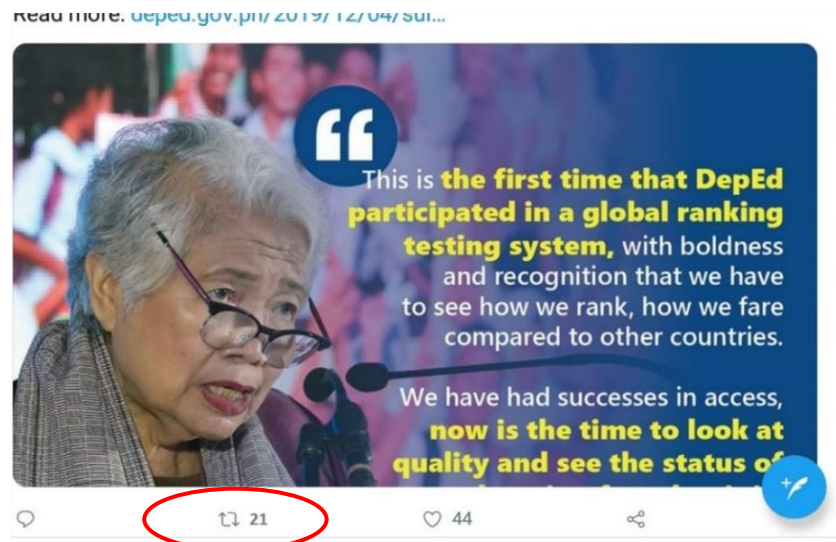 Read more: deped.gov.ph/2019/12/04/sul...
This is the first time that DepEd
participated in a global ranking
testing system, with boldness
and recognition that we have
to see how we rank, how we fare
compared to other countries.
We have had successes in access,
now is the time to look at
quality and see the status of
21
44